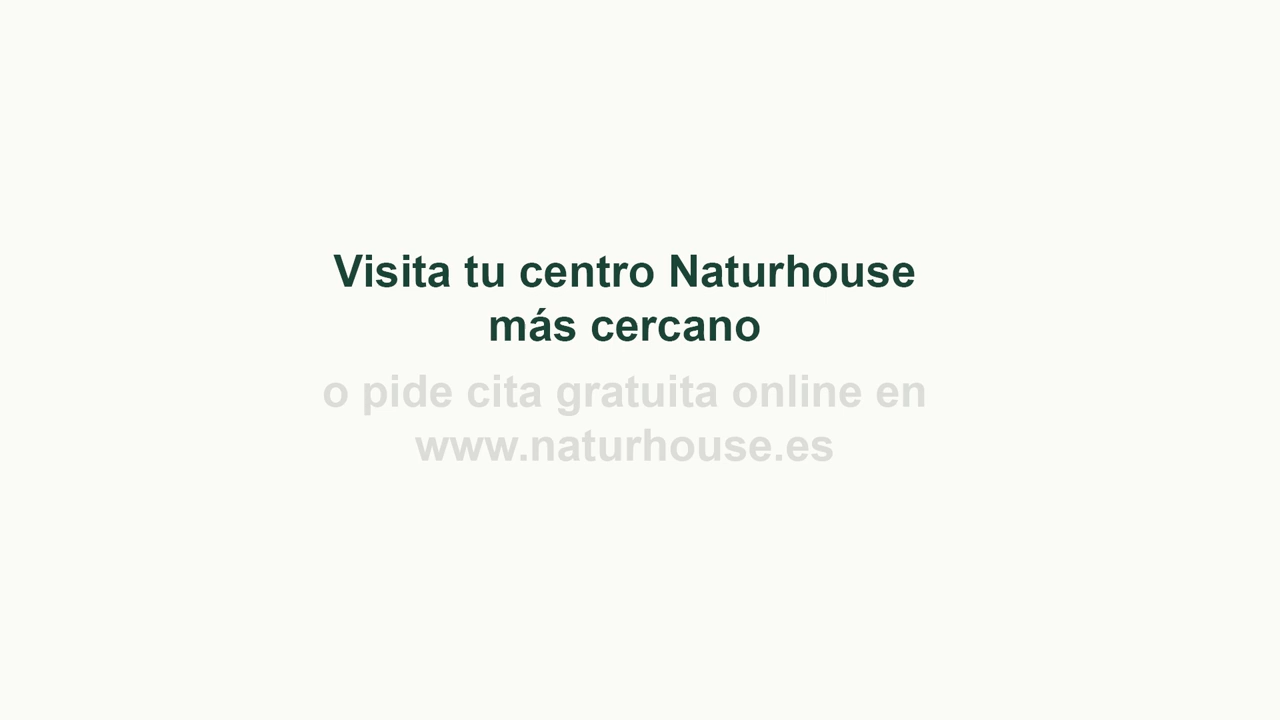 Visita tu centro Naturhouse
más cercano
o pide cita gratuita online en
www.naturhouse.es